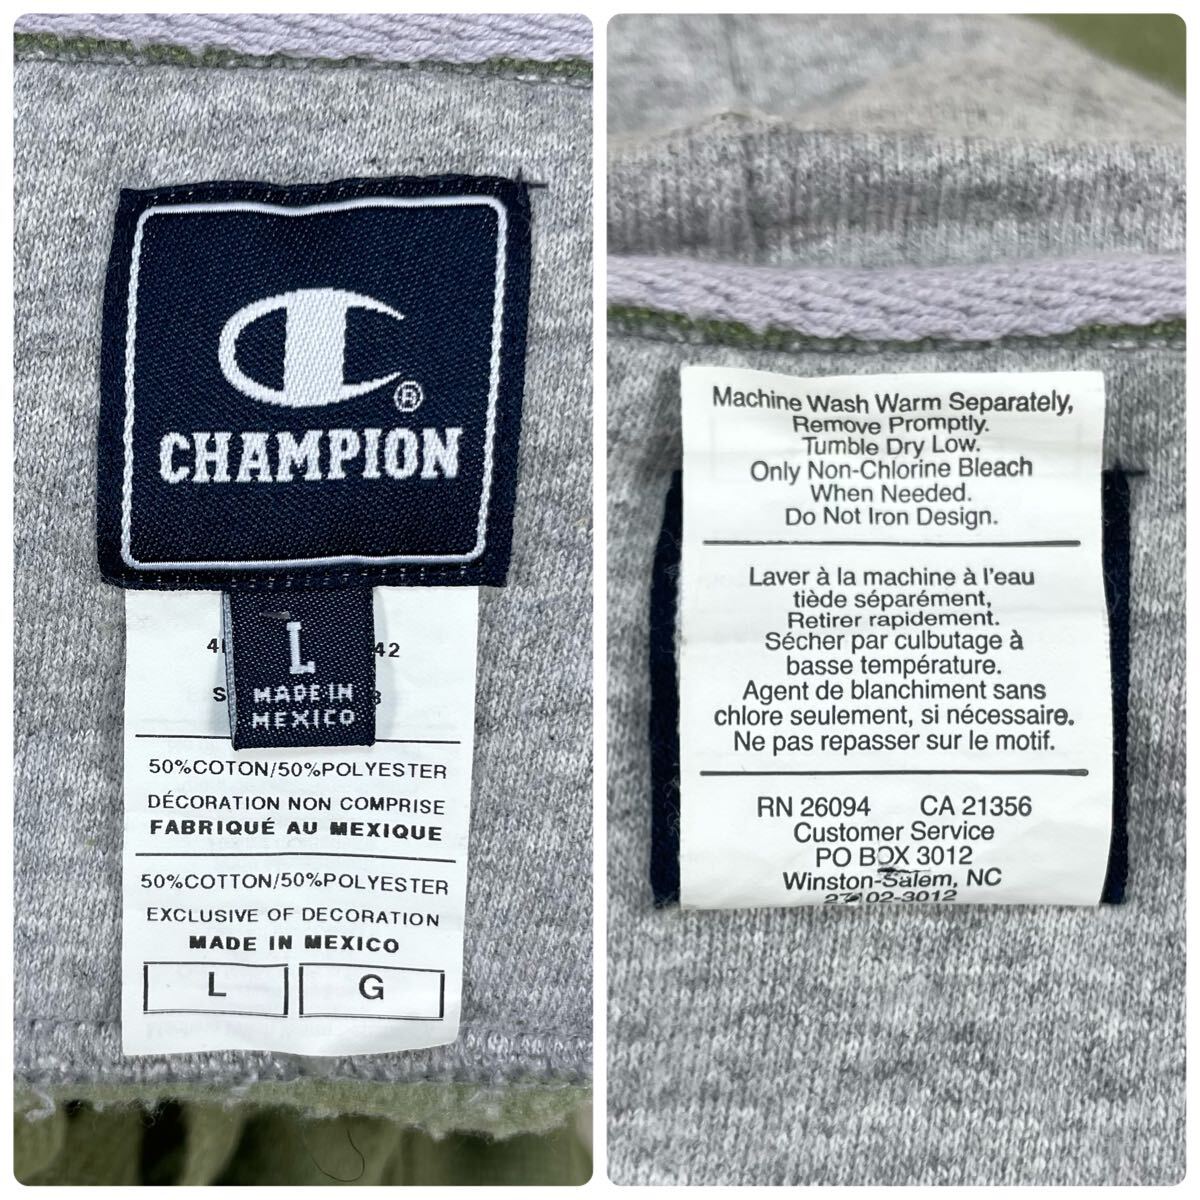 CHAMPION
®
L
MADE IN
MEXICO
42
50%COTON/50%POLYESTER
DÉCORATION NON COMPRISE
FABRIQUÉ AU MEXIQUE
50%COTTON/50%POLYESTER
EXCLUSIVE OF DECORATION
MADE IN MEXICO
L G
Machine Wash Warm Separately,
Remove Promptly.
Tumble Dry Low.
Only Non-Chlorine Bleach
When Needed.
Do Not Iron Design.
Laver à la machine à l'eau
tiède séparément,
Retirer rapidement.
Sécher par culbutage à
basse température.
Agent de blanchiment sans
chlore seulement, si nécessaire.
Ne pas repasser sur le motif.
RN 26094 CA 21356
Customer Service
PO BOX 3012
Winston-Salem, NC
27102-3012